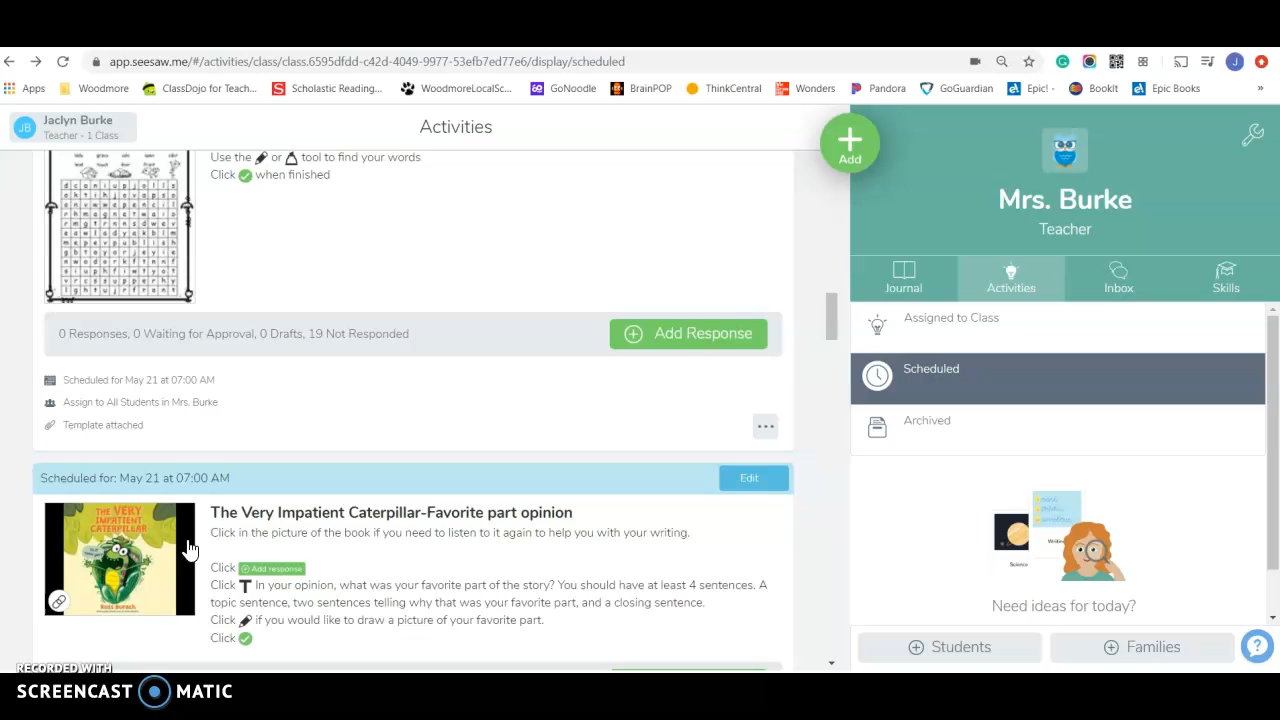 app.seesaw.me/#/activities/class/class.6595dfdd-c42d-4049-9977-53efb7ed77e6/display/scheduled
Apps Woodmore ClassDojo for Teach... Scholastic Reading... WoodmoreLocalSc... GoNoodle BrainPOP ThinkCentral Wonders Pandora GoGuardian Epic! - BookIt Epic Books »
JB Jaclyn Burke
Teacher - 1 Class
Activities
Add
Use the or tool to find your words
Click when finished
0 Responses, 0 Waiting for Approval, 0 Drafts, 19 Not Responded
Add Response
Scheduled for May 21 at 07:00 AM
Assign to All Students in Mrs. Burke
Template attached
Scheduled for: May 21 at 07:00 AM
Edit
THE VERY
IMPATIENT
CATERPILLAR
Ross Burach
The Very Impatient Caterpillar-Favorite part opinion
Click in the picture of the book if you need to listen to it again to help you with your writing.
Click Add response
Click T In your opinion, what was your favorite part of the story? You should have at least 4 sentences. A
topic sentence, two sentences telling why that was your favorite part, and a closing sentence.
Click if you would like to draw a picture of your favorite part.
Click
Mrs. Burke
Teacher
Journal Activities Inbox Skills
Assigned to Class
Scheduled
Archived
Science
Need ideas for today?
Students Families
RECORDED WITH
SCREENCAST MATIC